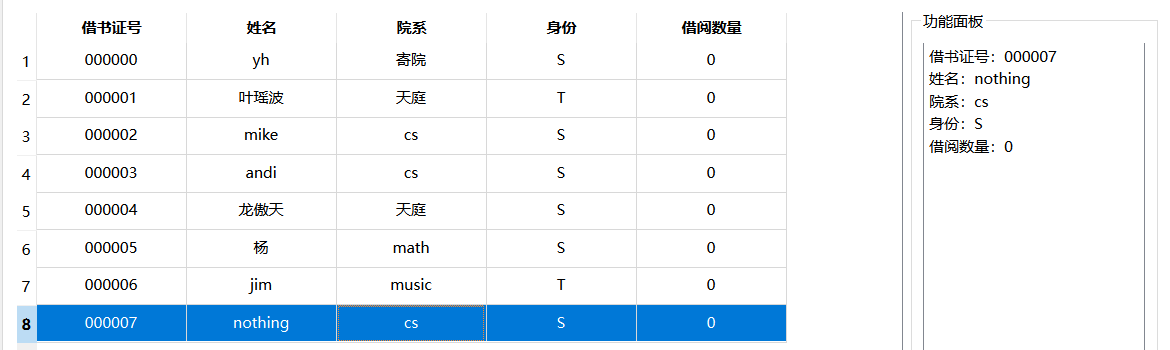 借书证号 姓名 院系 身份 借阅数量
1 000000 yh 寄院 S 0
2 000001 叶瑶波 天庭 T 0
3 000002 mike cs S 0
4 000003 andi cs S 0
5 000004 龙傲天 天庭 S 0
6 000005 杨 math S 0
7 000006 jim music T 0
8 000007 nothing cs S 0
功能面板
借书证号：000007
姓名：nothing
院系：cs
身份：S
借阅数量：0